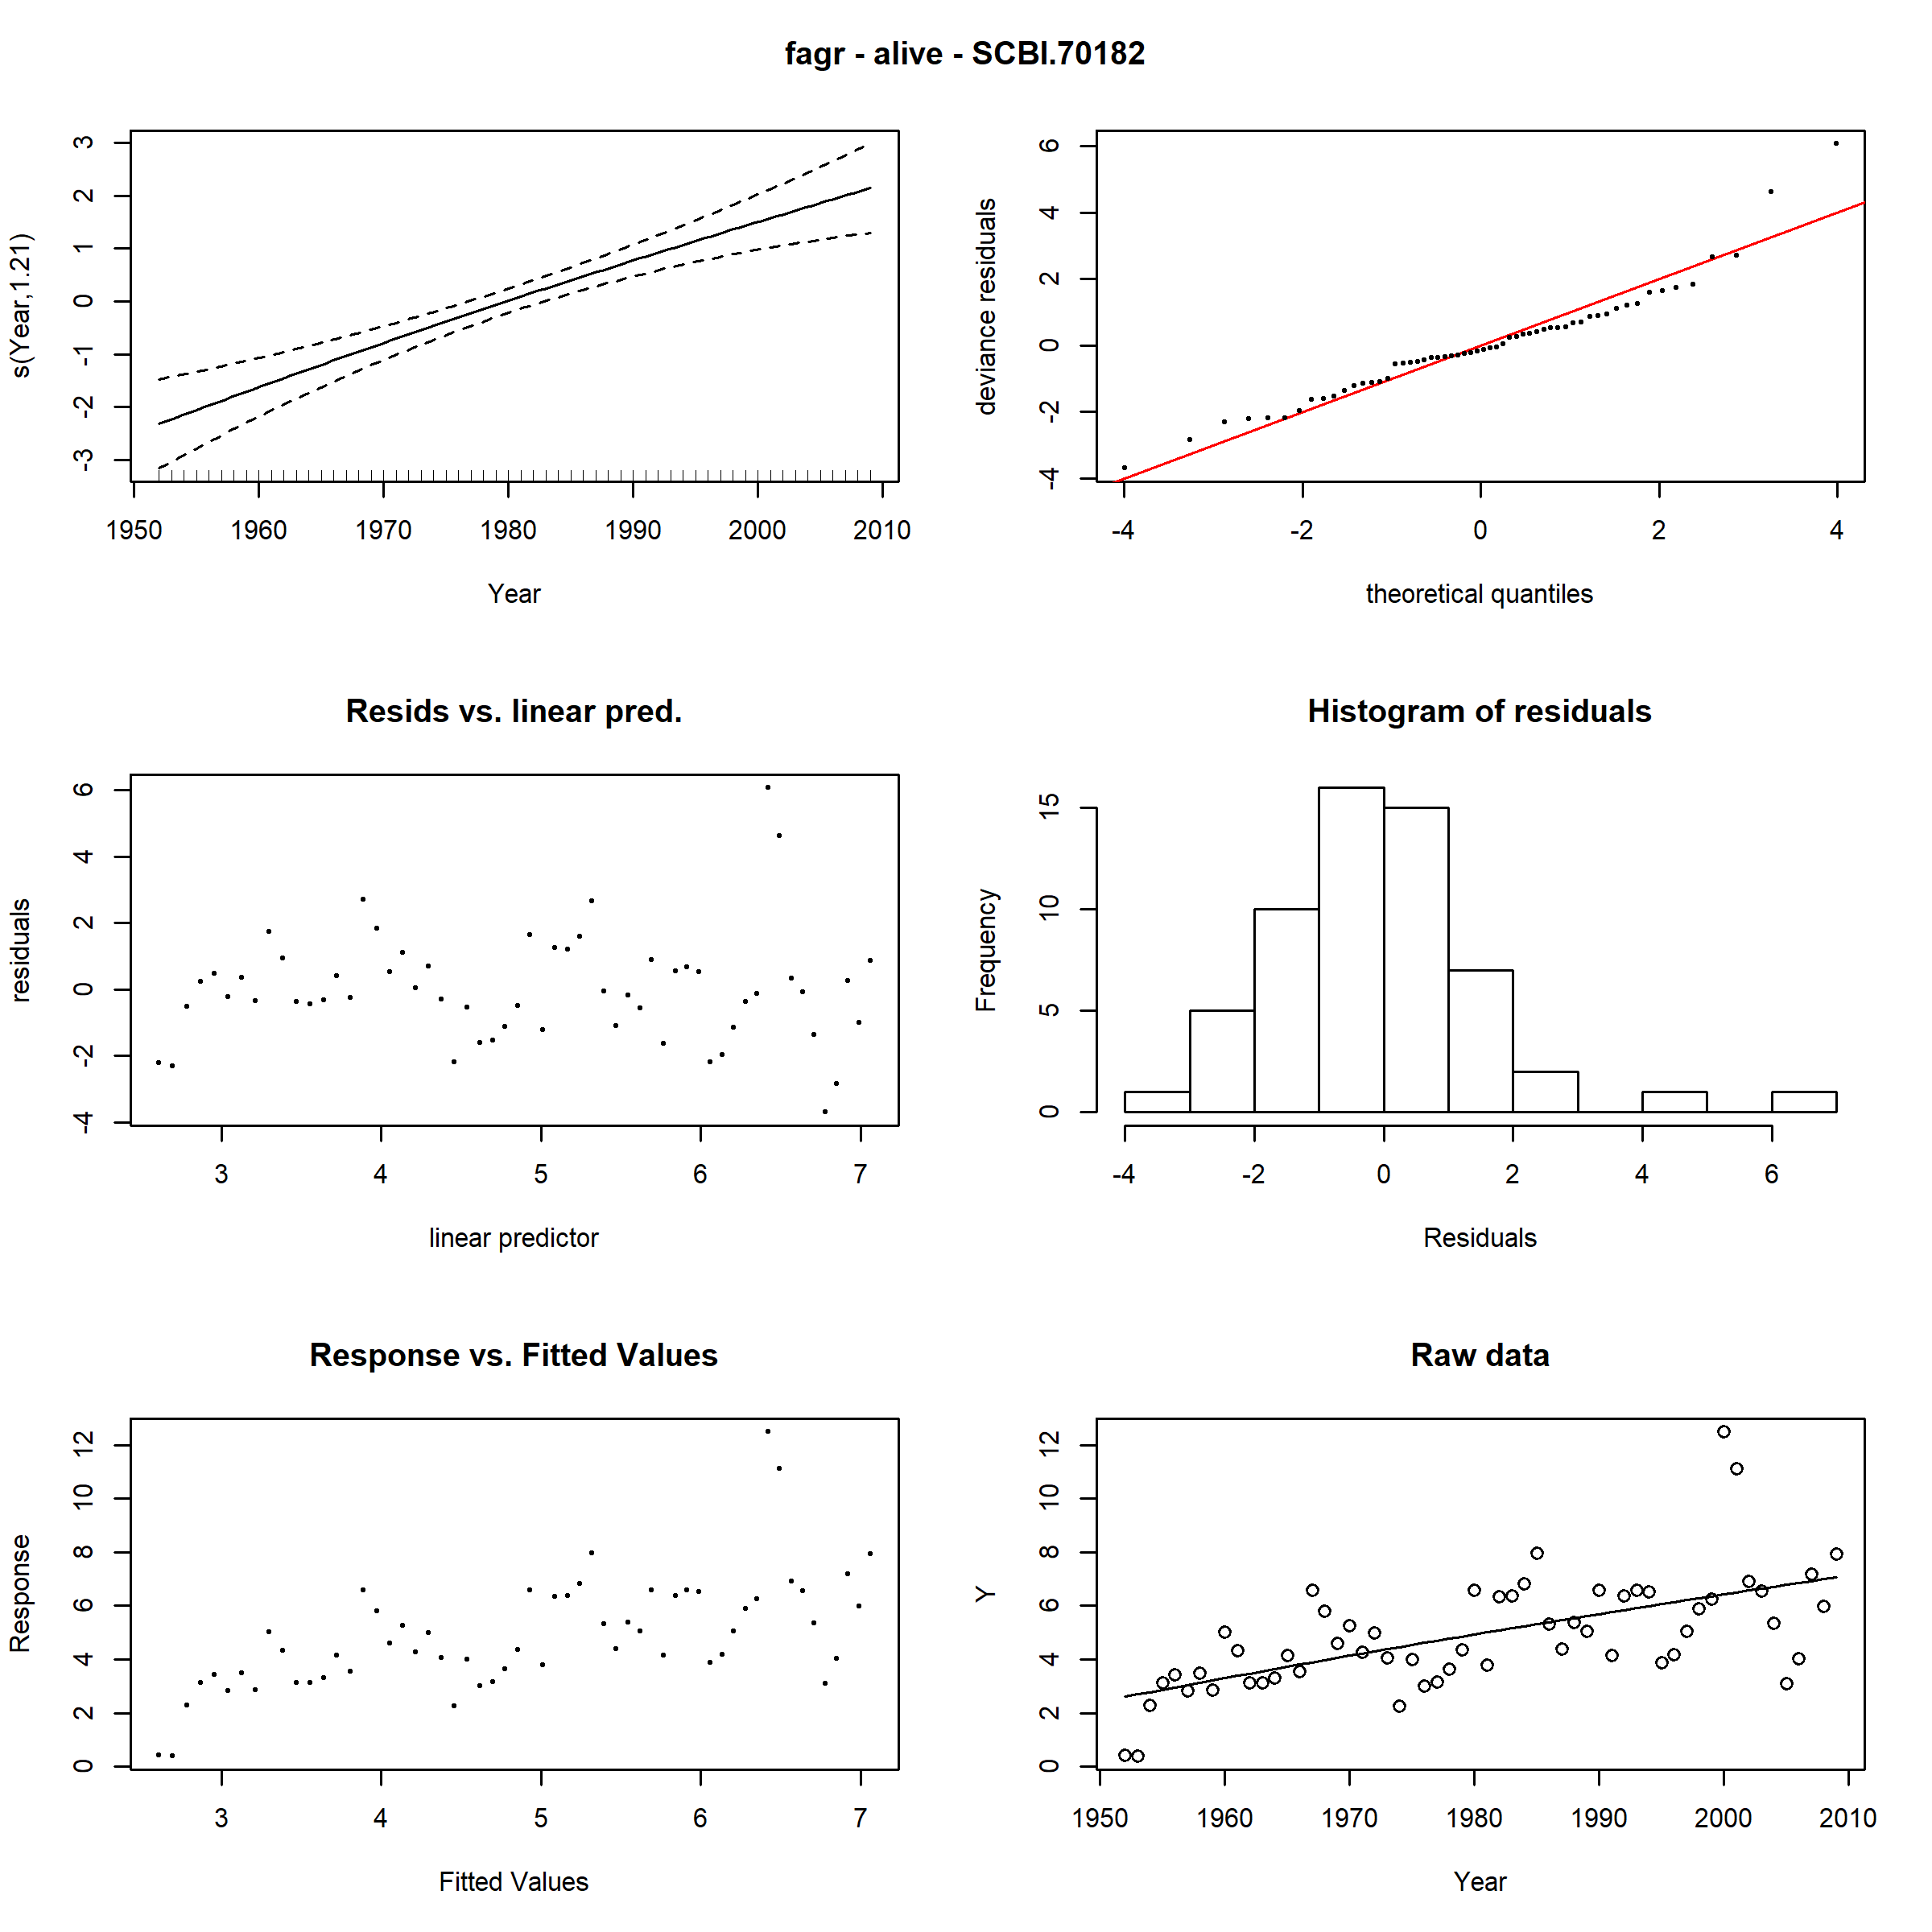 fagr - alive - SCBI.70182
s(Year,1.21)
3
2
1
0
-1
-2
-3
1950 1960 1970 1980 1990 2000 2010
Year
deviance residuals
6
4
2
0
-2
-4
-4 -2 0 2 4
theoretical quantiles
Resids vs. linear pred.
residuals
6
4
2
0
-2
-4
3 4 5 6 7
linear predictor
Histogram of residuals
Frequency
15
10
5
0
-4 -2 0 2 4 6
Residuals
Response vs. Fitted Values
Response
12
10
8
6
4
2
0
3 4 5 6 7
Fitted Values
Raw data
Y
12
10
8
6
4
2
0
1950 1960 1970 1980 1990 2000 2010
Year